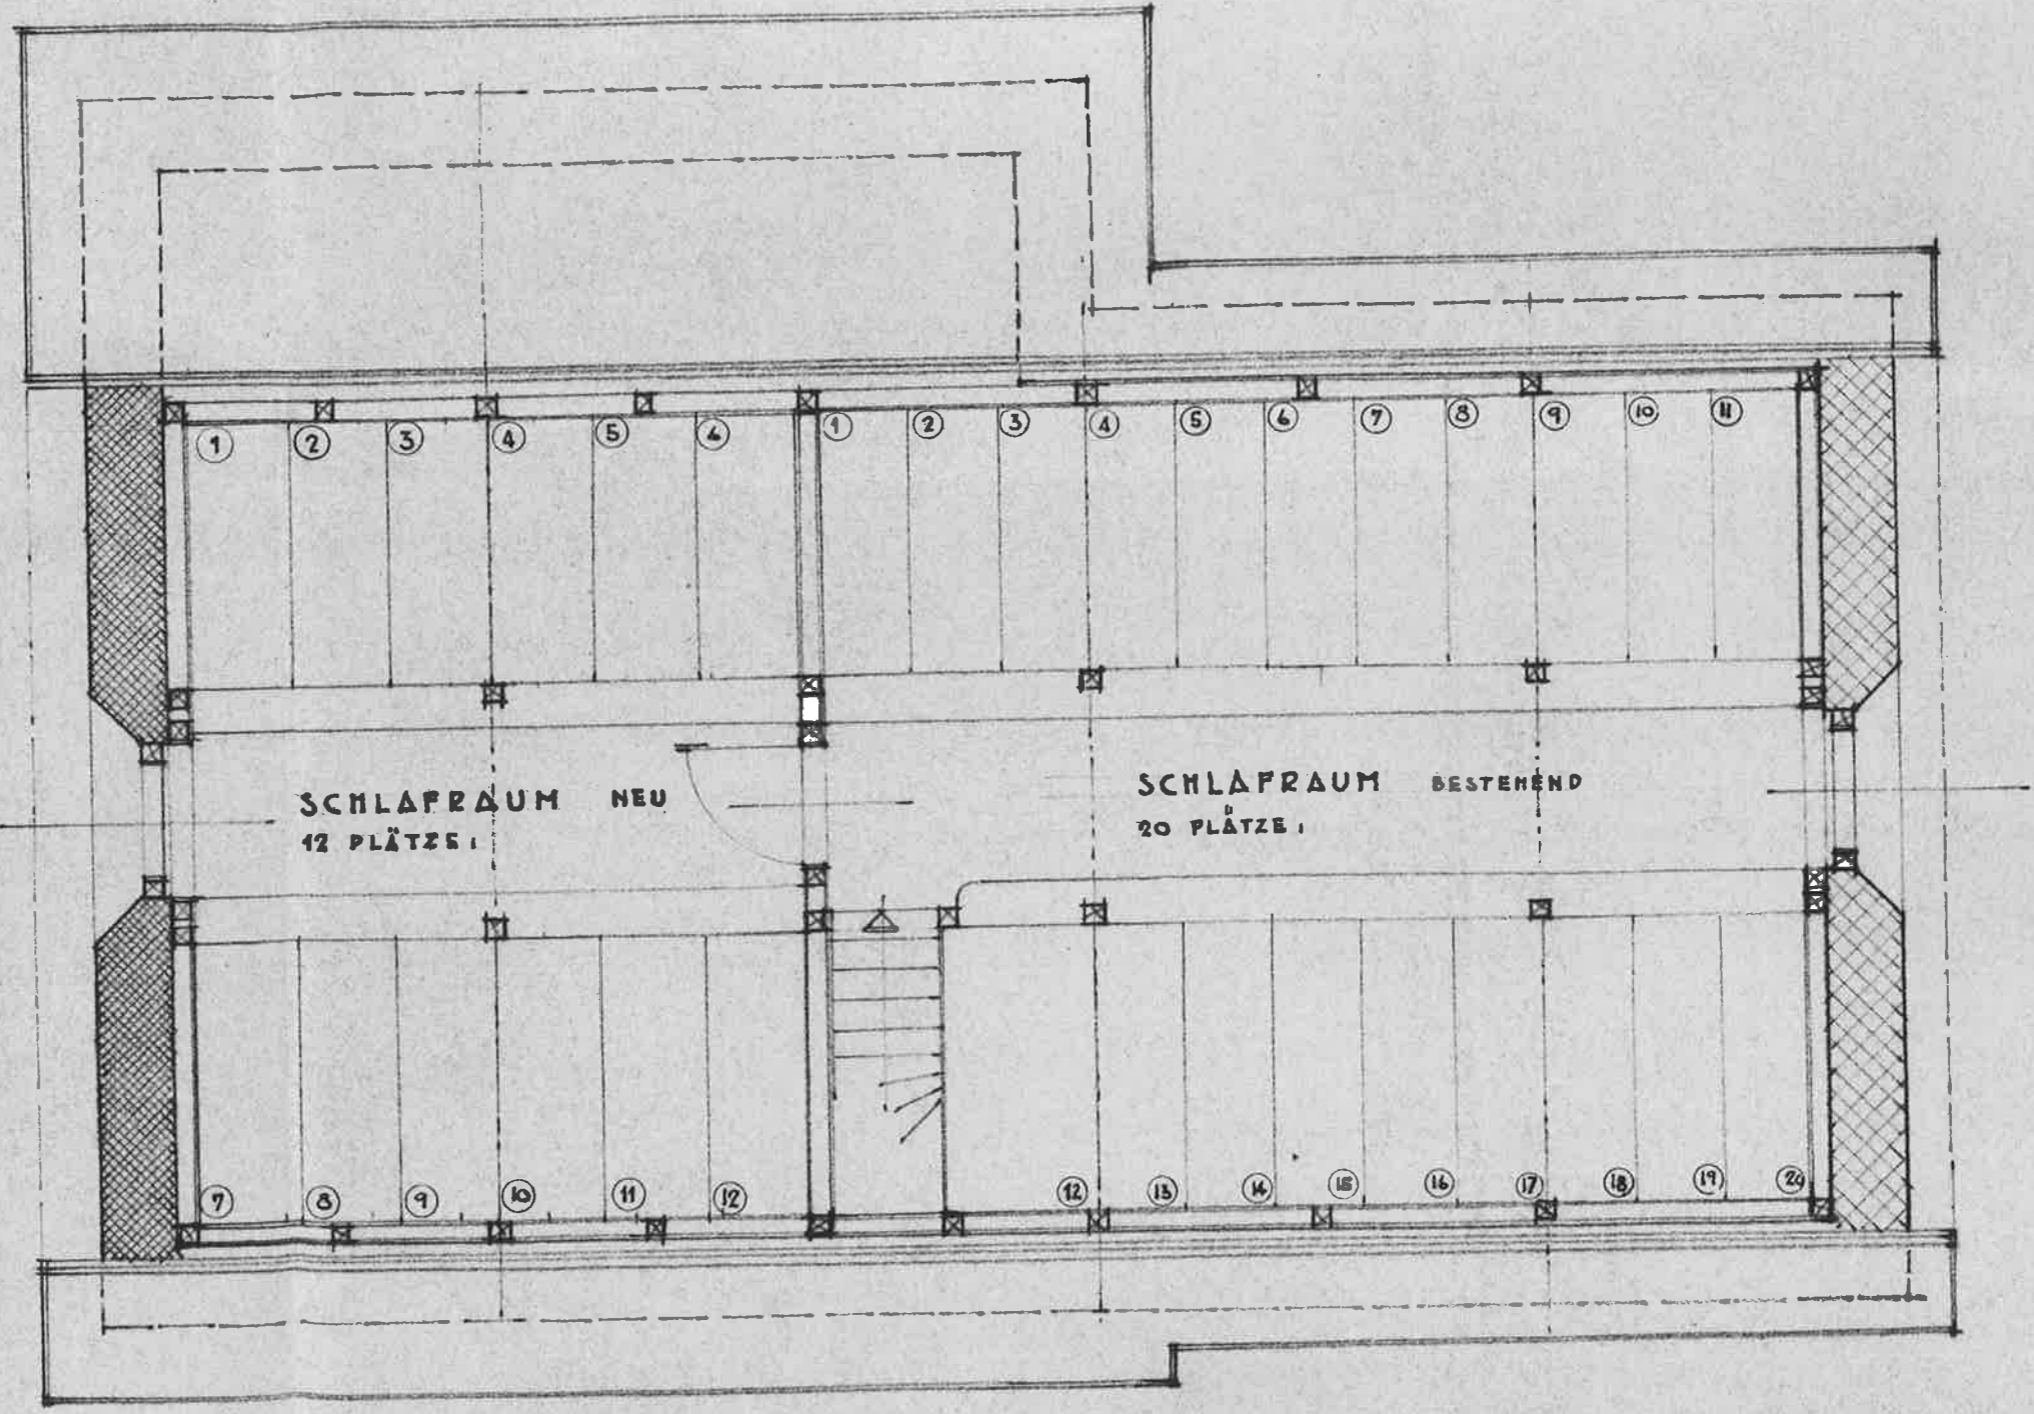 1 2 3 4 5 6 1 2 3 4 5 6 7 8 9 10 11
SCHLAFRAUM NEU
12 PLÄTZE:
SCHLAFRAUM BESTEHEND
20 PLÄTZE:
7 8 9 10 11 12 12 13 14 15 16 17 18 19 20